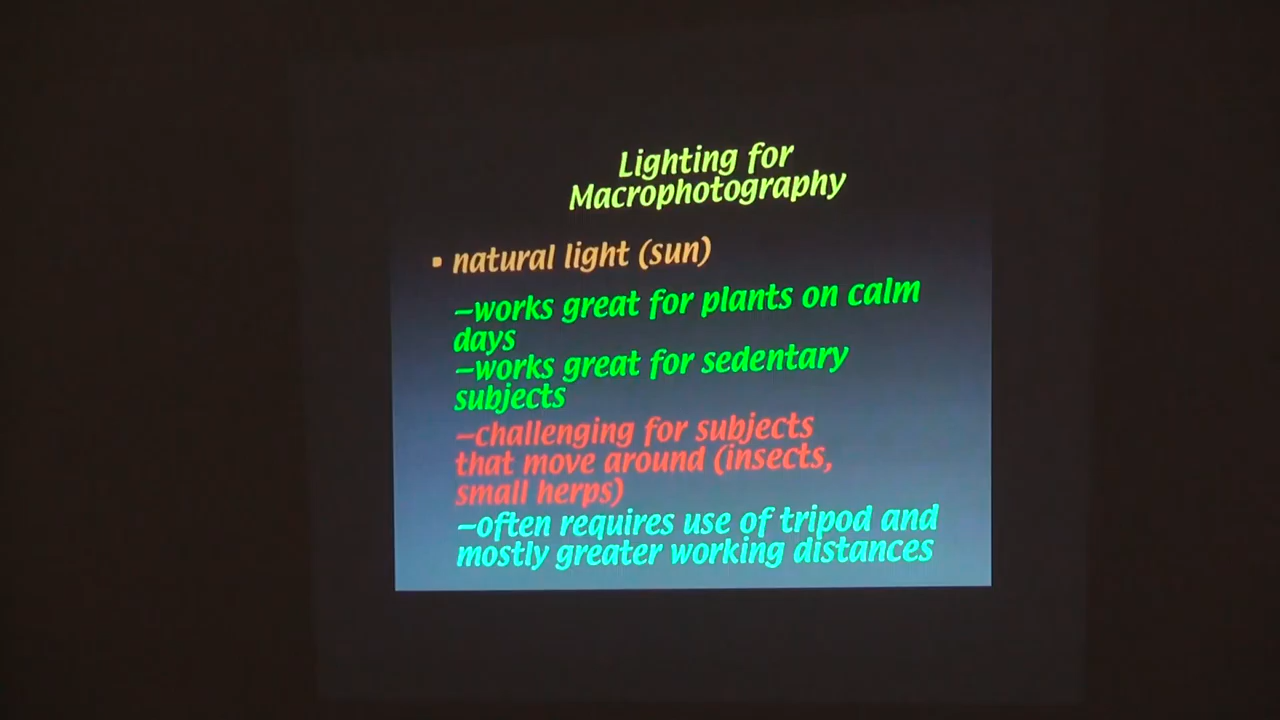 Lighting for
Macrophotography
▪ natural light (sun)
–works great for plants on calm
days
–works great for sedentary
subjects
–challenging for subjects
that move around (insects,
small herps)
–often requires use of tripod and
mostly greater working distances